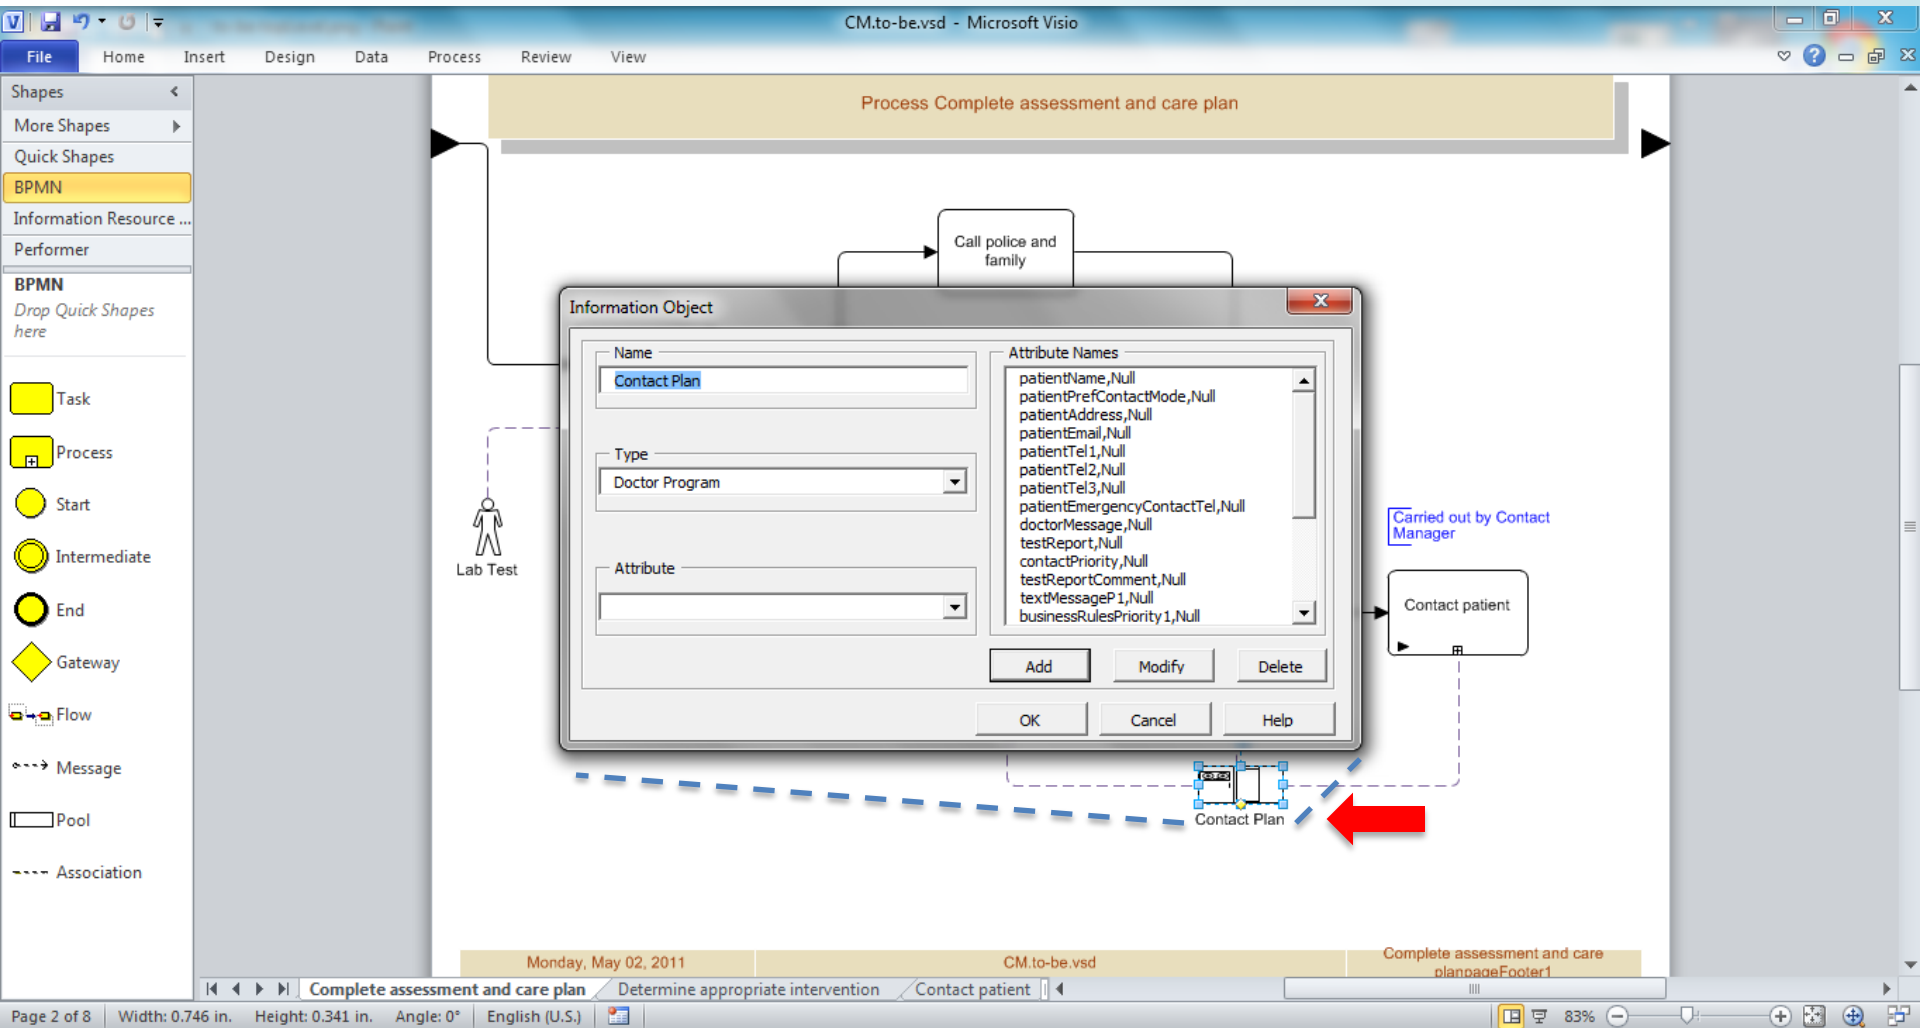 CM.to-be.vsd - Microsoft Visio
File Home Insert Design Data Process Review View
Shapes
More Shapes
Quick Shapes
BPMN
Information Resource ...
Performer
BPMN
Drop Quick Shapes
here
Task
Process
Start
Intermediate
End
Gateway
Flow
Message
Pool
Association
Process Complete assessment and care plan
Call police and
family
Lab Test
Information Object
Name
Contact Plan
Type
Doctor Program
Attribute
Attribute Names
patientName,Null
patientPrefContactMode,Null
patientAddress,Null
patientEmail,Null
patientTel1,Null
patientTel2,Null
patientTel3,Null
patientEmergencyContactTel,Null
doctorMessage,Null
testReport,Null
contactPriority,Null
testReportComment,Null
textMessageP1,Null
businessRulesPriority1,Null
Add Modify Delete
OK Cancel Help
Carried out by Contact
Manager
Contact patient
Contact Plan
Monday, May 02, 2011
CM.to-be.vsd
Complete assessment and care
planpageFooter1
Complete assessment and care plan
Determine appropriate intervention
Contact patient
Page 2 of 8 Width: 0.746 in. Height: 0.341 in. Angle: 0° English (U.S.) 83%